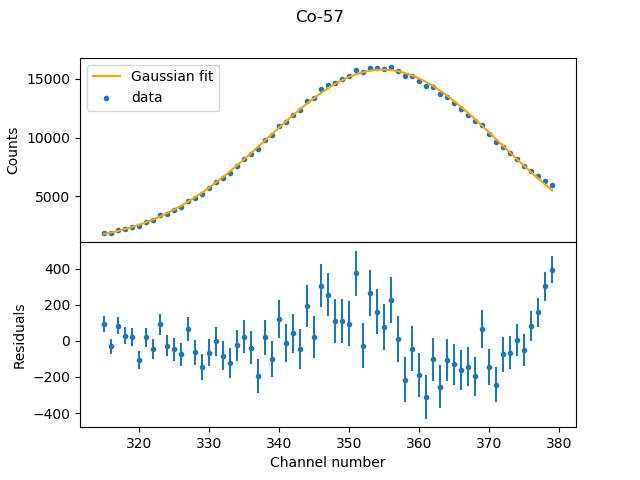 Co-57
Gaussian fit
data
Counts
15000
10000
5000
Residuals
400
200
0
−200
−400
320 330 340 350 360 370 380
Channel number